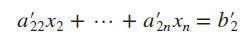 a′₂₂x₂ + ⋯ + a′₂ₙxₙ = b′₂